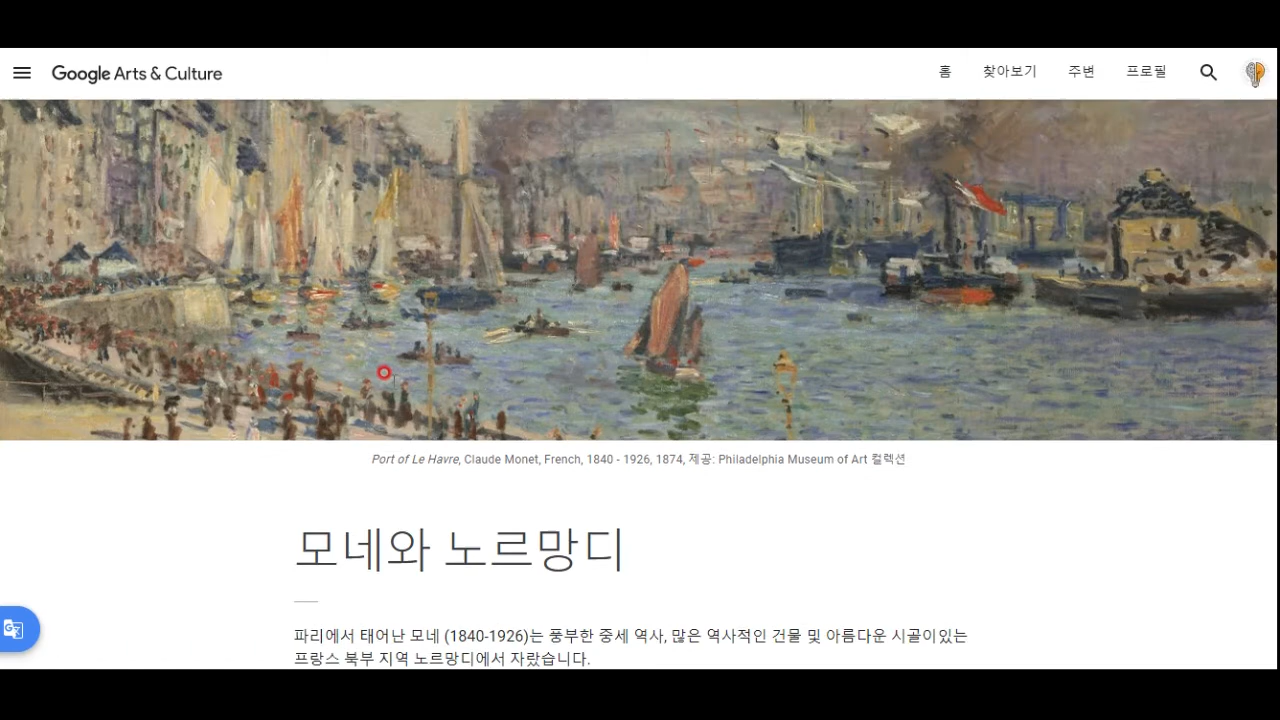 Google Arts & Culture
홈 찾아보기 주변 프로필
Port of Le Havre, Claude Monet, French, 1840 - 1926, 1874, 제공: Philadelphia Museum of Art 컬렉션
모네와 노르망디
파리에서 태어난 모네 (1840-1926)는 풍부한 중세 역사, 많은 역사적인 건물 및 아름다운 시골이있는
프랑스 북부 지역 노르망디에서 자랐습니다.